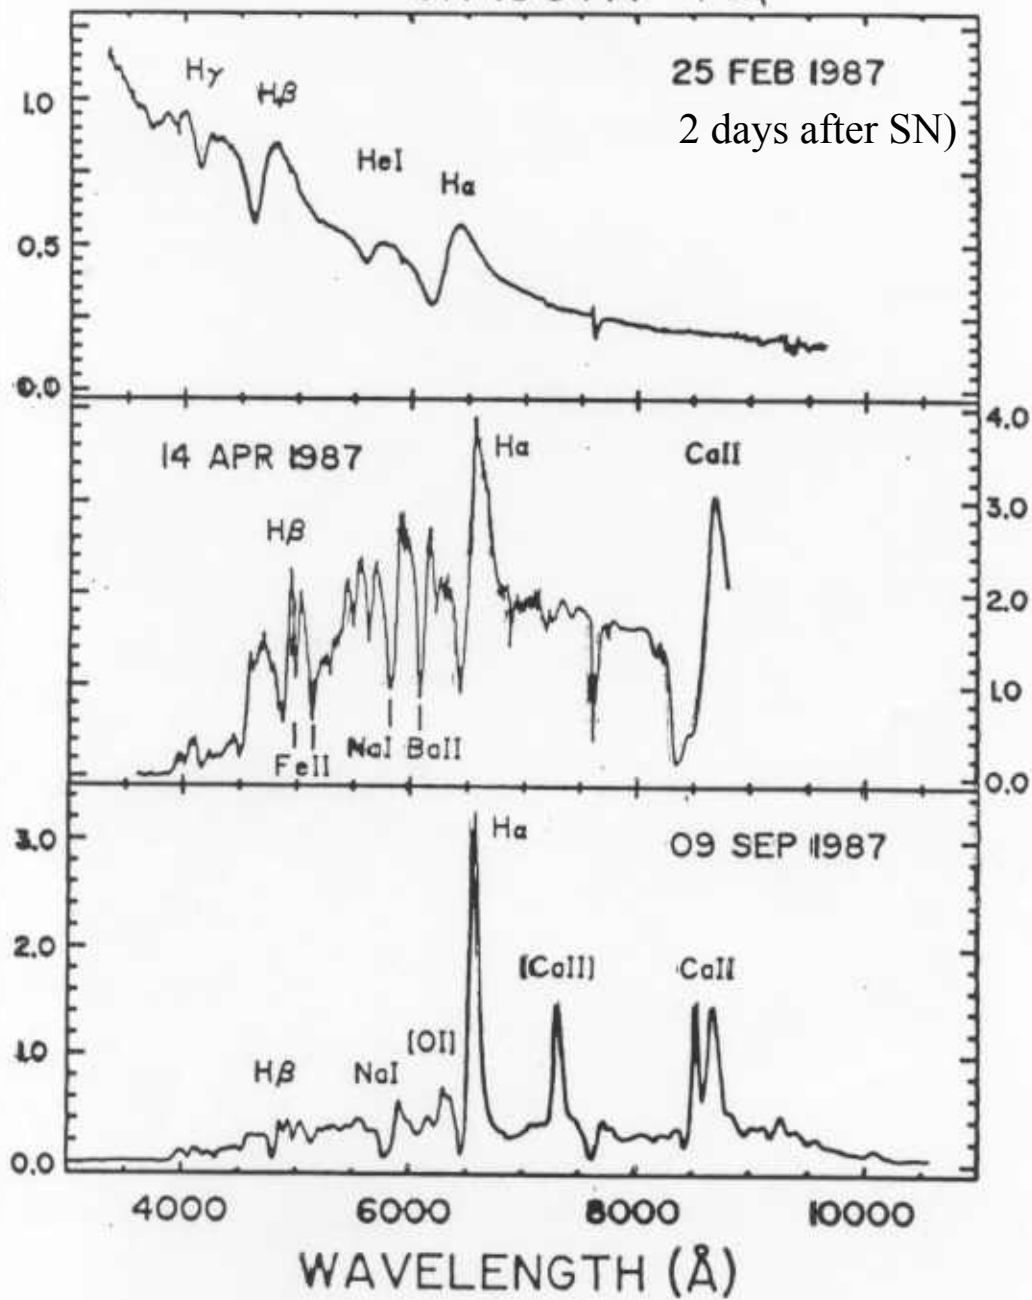 25 FEB 1987
2 days after SN)
Hγ
Hβ
HeI
Hα
1.0
0.5
0.0
14 APR 1987
Hβ
Hα
CaII
FeII
NaI
BaII
4.0
3.0
2.0
1.0
0.0
09 SEP 1987
Hα
[CaII]
CaII
[OI]
Hβ
NaI
3.0
2.0
1.0
0.0
4000 6000 8000 10000
WAVELENGTH (Å)